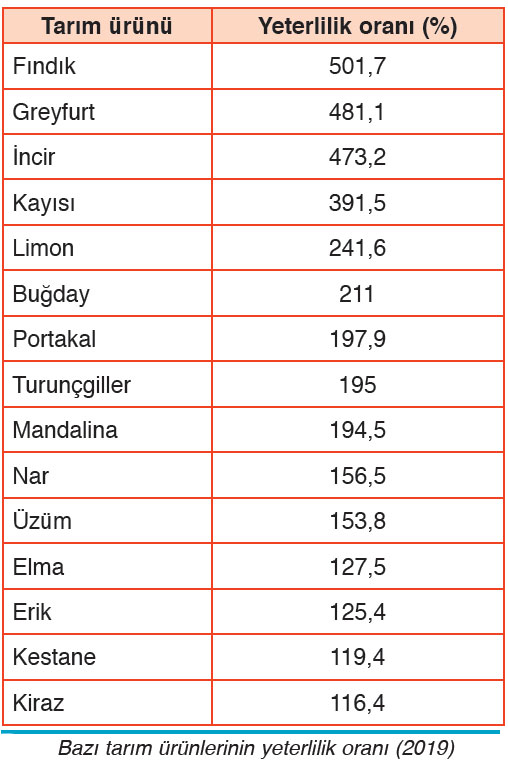 Tarım ürünü Yeterlilik oranı (%)
Fındık 501,7
Greyfurt 481,1
İncir 473,2
Kayısı 391,5
Limon 241,6
Buğday 211
Portakal 197,9
Turunçgiller 195
Mandalina 194,5
Nar 156,5
Üzüm 153,8
Elma 127,5
Erik 125,4
Kestane 119,4
Kiraz 116,4
Bazı tarım ürünlerinin yeterlilik oranı (2019)